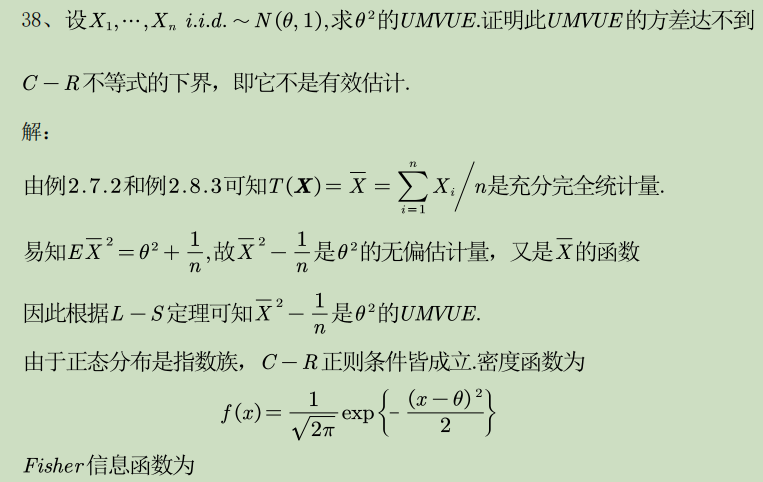 38、设X₁,⋯,Xₙ i.i.d. ~ N(θ,1),求θ²的UMVUE.证明此UMVUE的方差达不到
C－R不等式的下界，即它不是有效估计.
解：
由例2.7.2和例2.8.3可知T(X)= X̄ = ∑ᵢ₌₁ⁿ Xᵢ/n是充分完全统计量.
易知EX̄² = θ² + 1/n,故X̄² − 1/n是θ²的无偏估计量，又是X̄的函数
因此根据L－S定理可知X̄² − 1/n是θ²的UMVUE.
由于正态分布是指数族，C－R正则条件皆成立.密度函数为
f(x) = 1/√(2π) exp{-(x−θ)²/2}
Fisher信息函数为